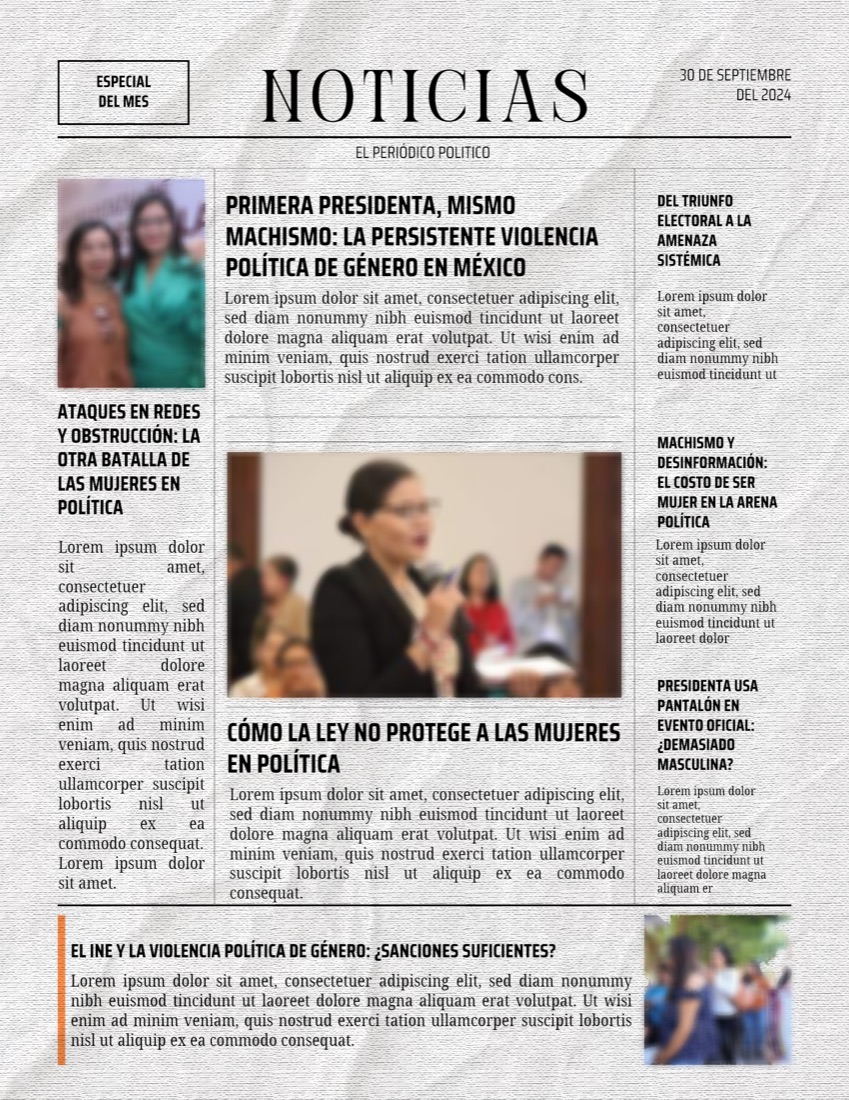 ESPECIAL
DEL MES
NOTICIAS
30 DE SEPTIEMBRE
DEL 2024
EL PERIÓDICO POLITICO
ATAQUES EN REDES
Y OBSTRUCCIÓN: LA
OTRA BATALLA DE
LAS MUJERES EN
POLÍTICA
Lorem ipsum dolor
sit amet,
consectetuer
adipiscing elit, sed
diam nonummy nibh
euismod tincidunt ut
laoreet dolore
magna aliquam erat
volutpat. Ut wisi
enim ad minim
veniam, quis nostrud
exerci tation
ullamcorper suscipit
lobortis nisl ut
aliquip ex ea
commodo consequat.
Lorem ipsum dolor
sit amet.
PRIMERA PRESIDENTA, MISMO
MACHISMO: LA PERSISTENTE VIOLENCIA
POLÍTICA DE GÉNERO EN MÉXICO
Lorem ipsum dolor sit amet, consectetuer adipiscing elit,
sed diam nonummy nibh euismod tincidunt ut laoreet
dolore magna aliquam erat volutpat. Ut wisi enim ad
minim veniam, quis nostrud exerci tation ullamcorper
suscipit lobortis nisl ut aliquip ex ea commodo cons.
CÓMO LA LEY NO PROTEGE A LAS MUJERES
EN POLÍTICA
Lorem ipsum dolor sit amet, consectetuer adipiscing elit,
sed diam nonummy nibh euismod tincidunt ut laoreet
dolore magna aliquam erat volutpat. Ut wisi enim ad
minim veniam, quis nostrud exerci tation ullamcorper
suscipit lobortis nisl ut aliquip ex ea commodo
consequat.
DEL TRIUNFO
ELECTORAL A LA
AMENAZA
SISTÉMICA
Lorem ipsum dolor
sit amet,
consectetuer
adipiscing elit, sed
diam nonummy nibh
euismod tincidunt ut
MACHISMO Y
DESINFORMACIÓN:
EL COSTO DE SER
MUJER EN LA ARENA
POLÍTICA
Lorem ipsum dolor
sit amet,
consectetuer
adipiscing elit, sed
diam nonummy nibh
euismod tincidunt ut
laoreet dolor
PRESIDENTA USA
PANTALÓN EN
EVENTO OFICIAL:
¿DEMASIADO
MASCULINA?
Lorem ipsum dolor
sit amet,
consectetuer
adipiscing elit, sed
diam nonummy nibh
euismod tincidunt ut
laoreet dolore magna
aliquam er
EL INE Y LA VIOLENCIA POLÍTICA DE GÉNERO: ¿SANCIONES SUFICIENTES?
Lorem ipsum dolor sit amet, consectetuer adipiscing elit, sed diam nonummy
nibh euismod tincidunt ut laoreet dolore magna aliquam erat volutpat. Ut wisi
enim ad minim veniam, quis nostrud exerci tation ullamcorper suscipit lobortis
nisl ut aliquip ex ea commodo consequat.